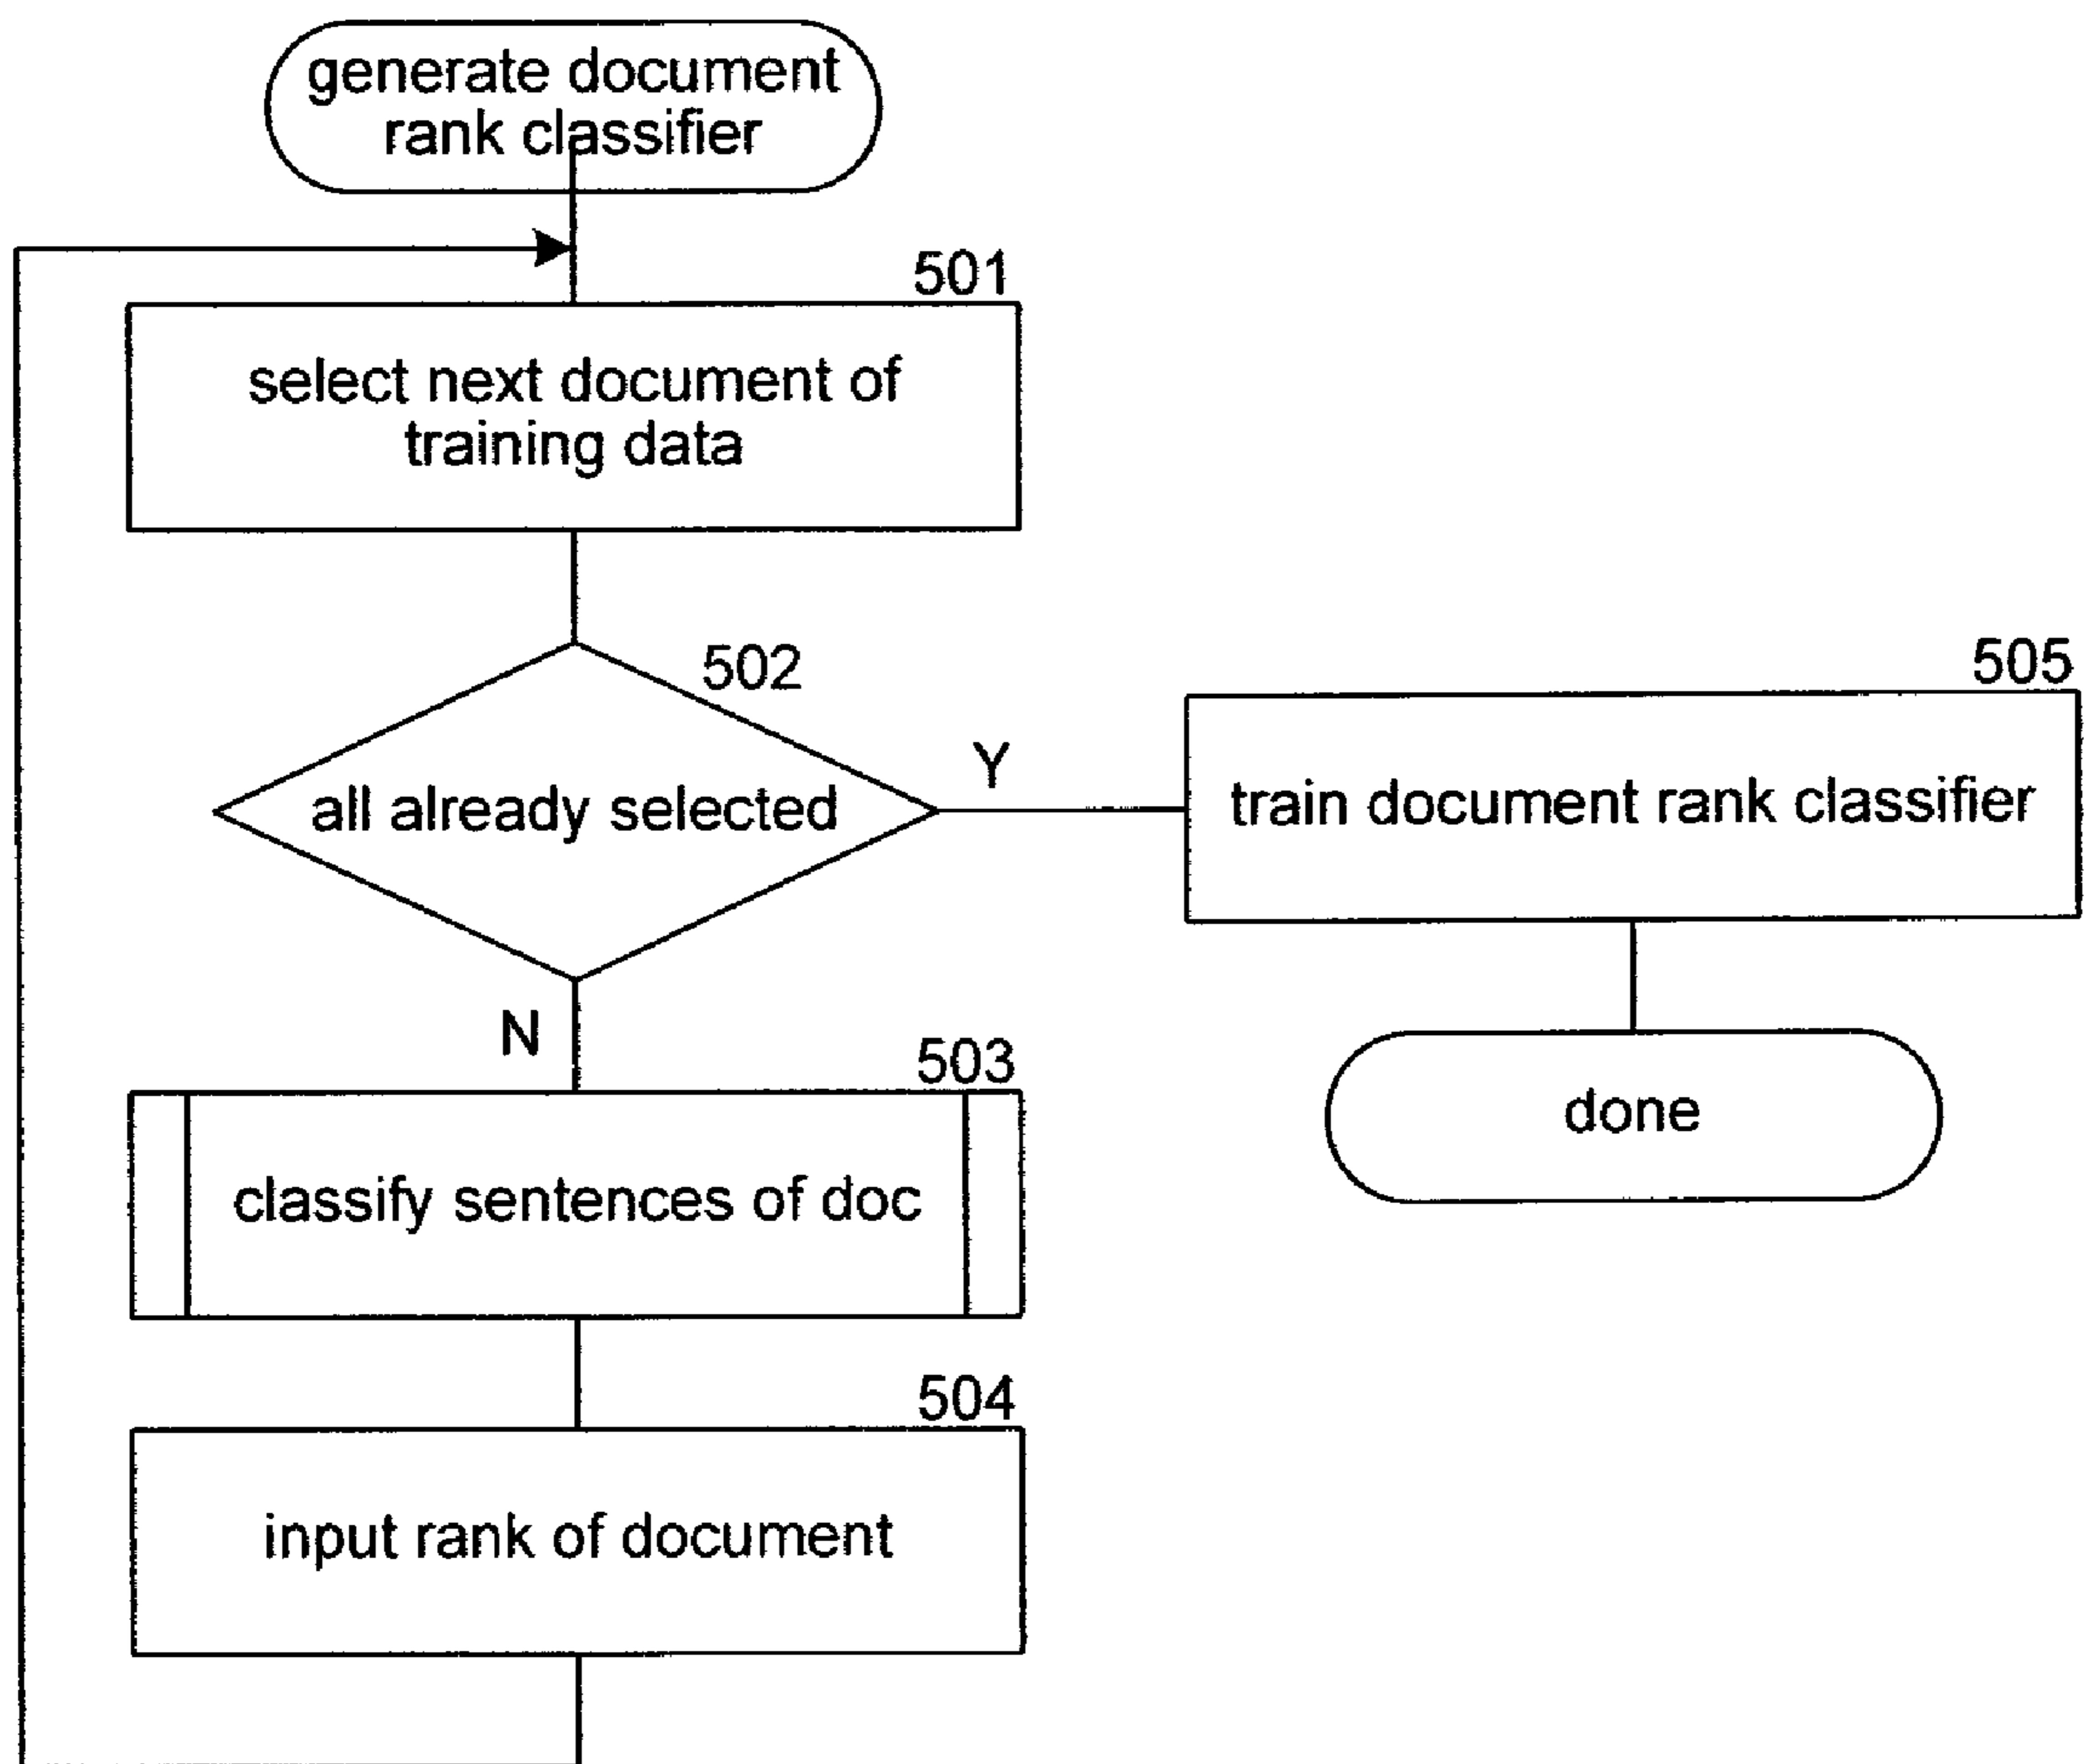 generate document
rank classifier
501
select next document of
training data
502
all already selected
Y
505
train document rank classifier
done
N
503
classify sentences of doc
504
input rank of document